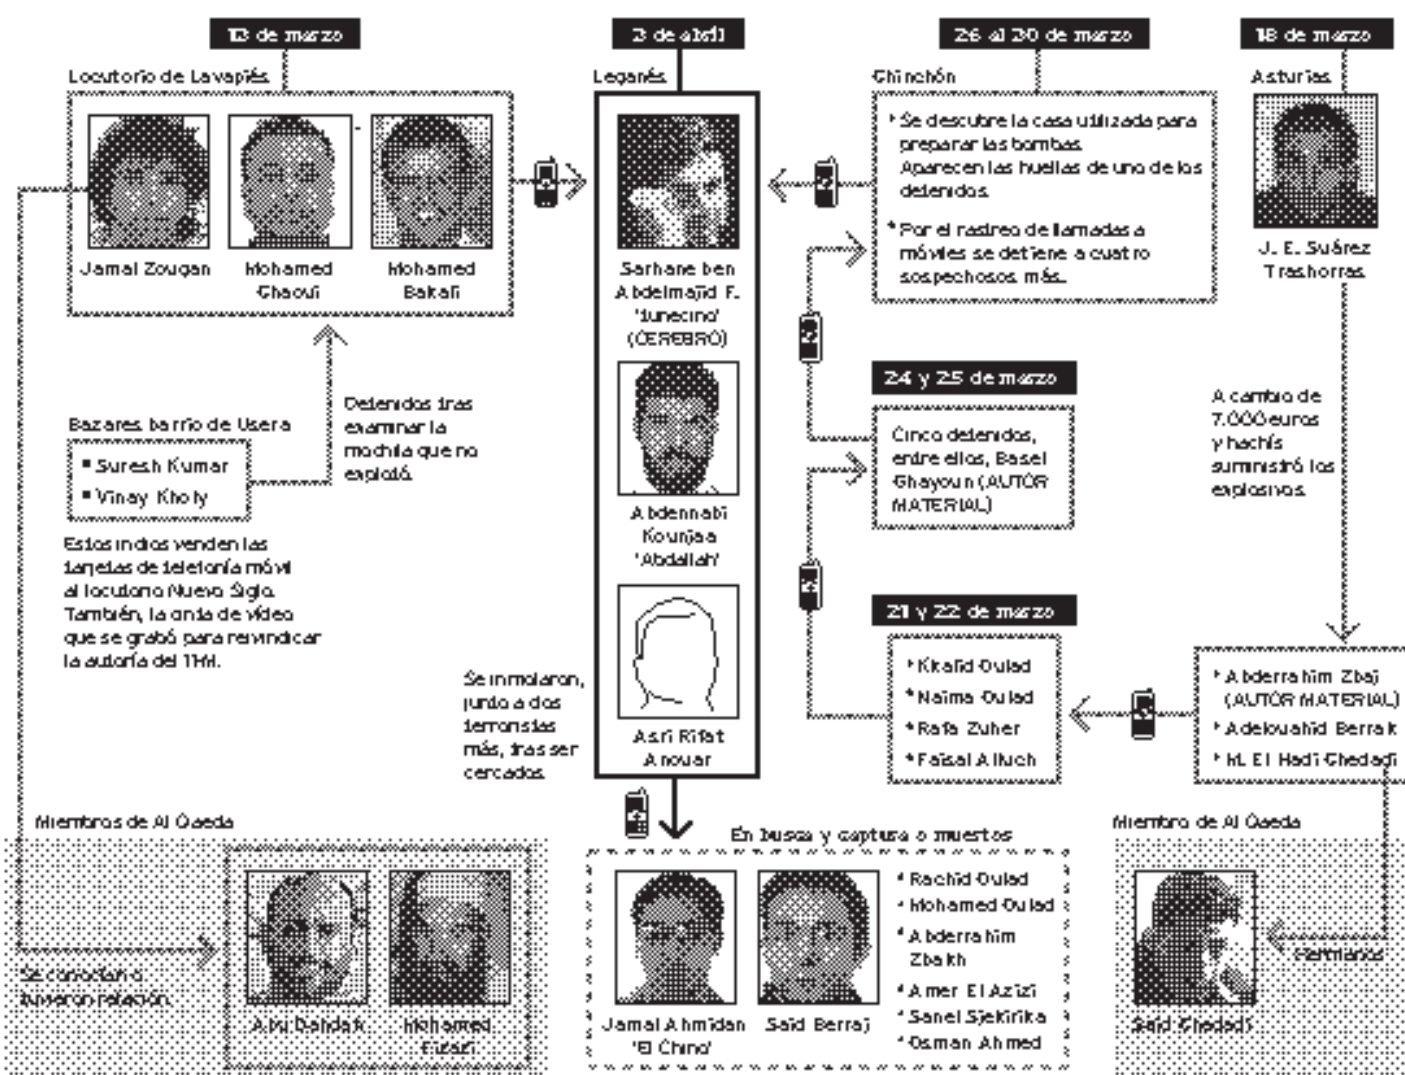 13 de marzo
Locutorio de Lavapiés
Jamal Zougan
Mohamed
Ghaoui
Mohamed
Bakali
Bazares barrio de Usera
Suresh Kumar
Vinay Kholy
Estos indios venden las
tarjetas de telefonía móvil
al locutorio Nuevo Siglo.
También, la cinta de vídeo
que se grabó para reivindicar
la autoría del 11M.
Detenidos tras
examinar la
mochila que no
explotó.
3 de abril
Leganés
Sarhane ben
Abdelmajid F.
'Tunecino'
(CEREBRO)
Abdennabi
Kounjaa
'Abdallah'
Asri Rifat
Anouar
Se inmolaron,
junto a dos
terroristas
más, tras ser
cercados.
26 al 30 de marzo
Chinchón
* Se descubre la casa utilizada para
preparar las bombas.
Aparecen las huellas de uno de los
detenidos.
* Por el rastreo de llamadas a
móviles se detiene a cuatro
sospechosos más.
24 y 25 de marzo
Cinco detenidos,
entre ellos, Basel
Ghayoun (AUTOR
MATERIAL)
21 y 22 de marzo
* Khalid Oulad
* Naima Oulad
* Rafa Zuher
* Faisal Alluch
18 de marzo
Asturias
J. E. Suárez
Trashorras
A cambio de
7.000 euros
y hachís
suministró los
explosivos.
* Abderrahim Zbaj
(AUTOR MATERIAL)
* Adelouahid Berrak
* M. El Hadi Chedadi
Miembros de Al Qaeda
Se conocían o
tuvieron relación.
Abu Dahdah
Mohamed
Fizazi
En busca y captura o muertos
Jamal Ahmidan
'El Chino'
Said Berraj
* Rachid Oulad
* Mohamed Oulad
* Abderrahim
Zbakh
* Amer El Azizi
* Sanel Sjekirika
* Osman Ahmed
Miembro de Al Qaeda
Hermanos
Said Chedadi